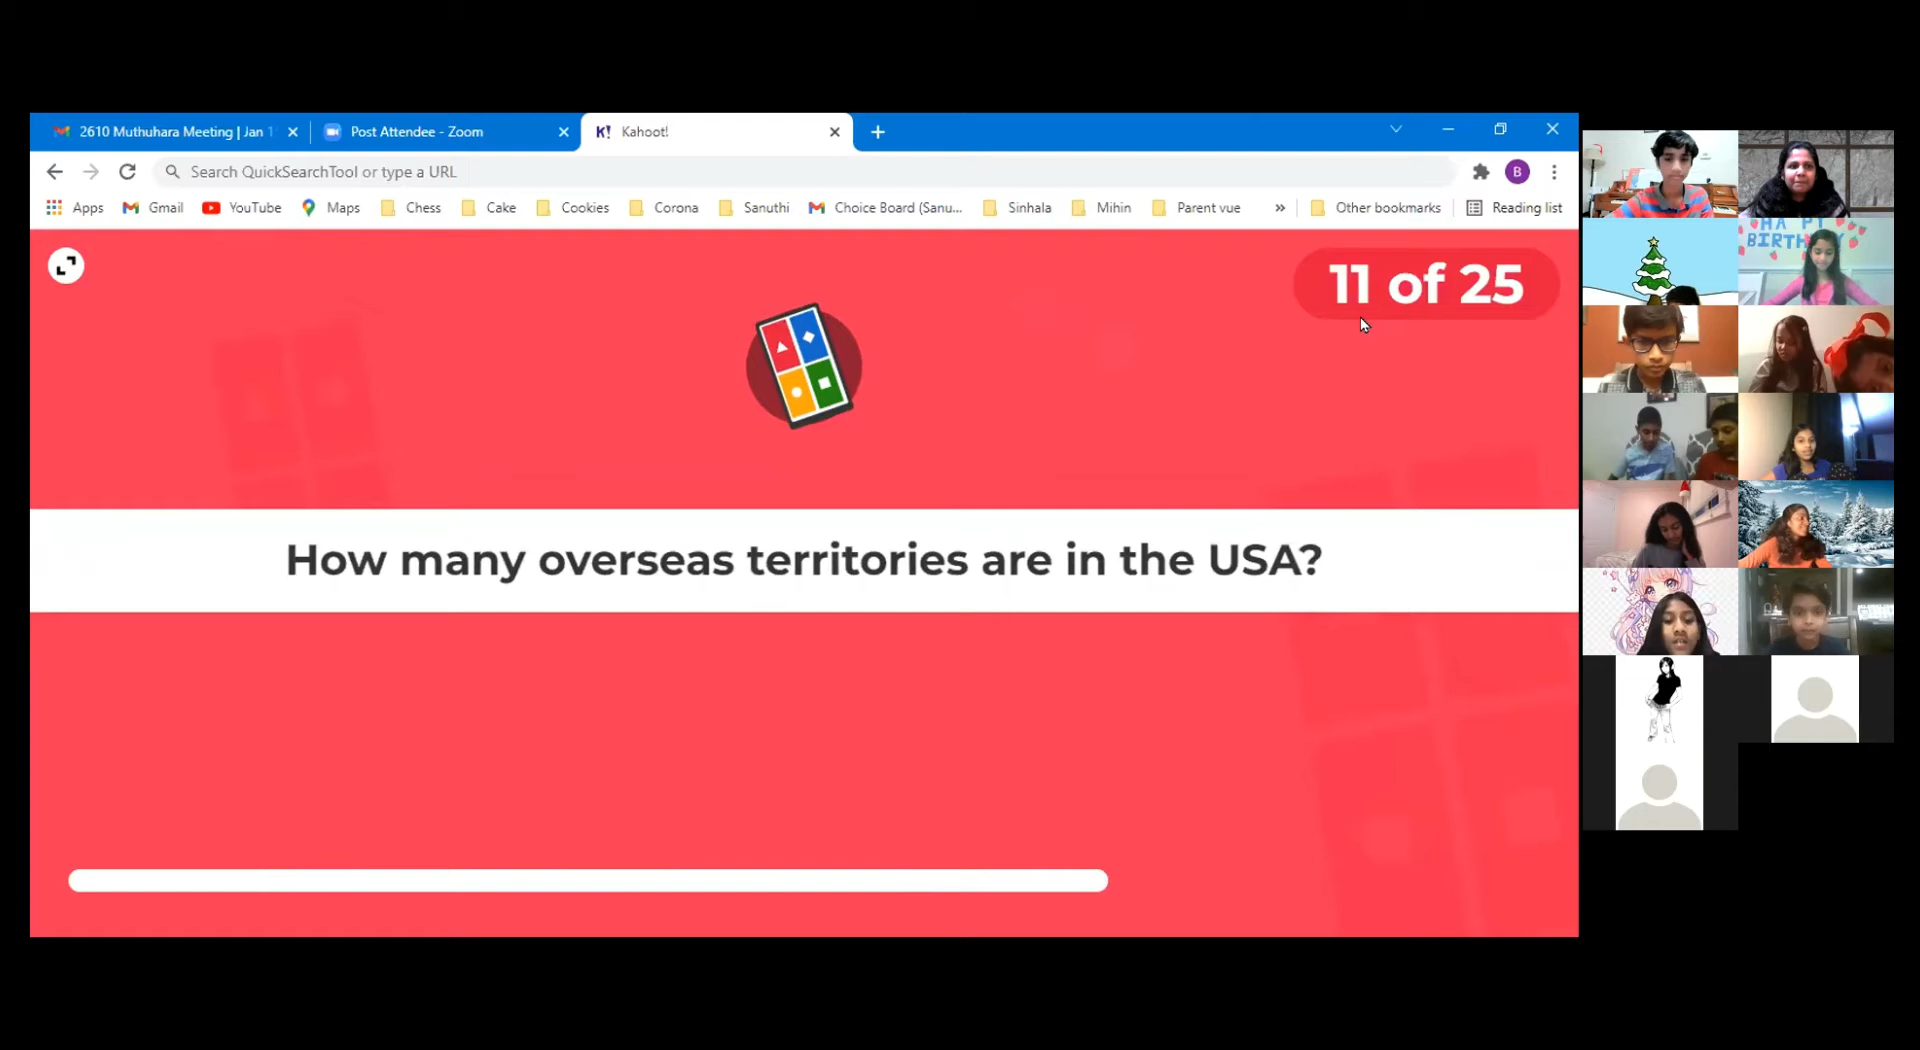 2610 Muthuhara Meeting | Jan 1
Post Attendee - Zoom
K! Kahoot!
Search QuickSearchTool or type a URL
B
Apps
Gmail
YouTube
Maps
Chess
Cake
Cookies
Corona
Sanuthi
Choice Board (Sanu...
Sinhala
Mihin
Parent vue
»
Other bookmarks
Reading list
11 of 25
How many overseas territories are in the USA?
BIRTH